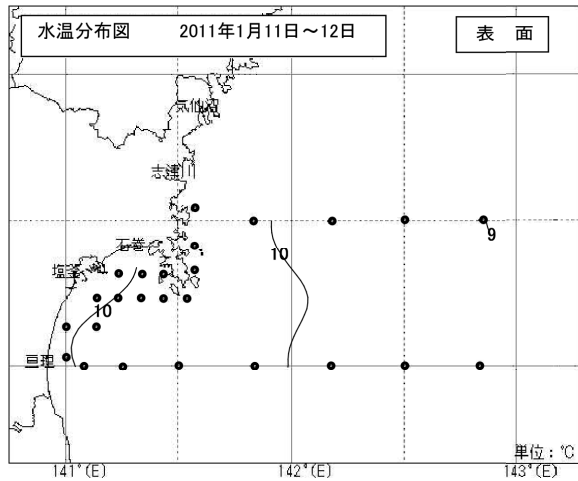 水温分布図 2011年1月11日～12日
表 面
気仙沼
志津川
石巻
塩釜
亘理
10
10
9
単位:℃
141°(E)
142°(E)
143°(E)